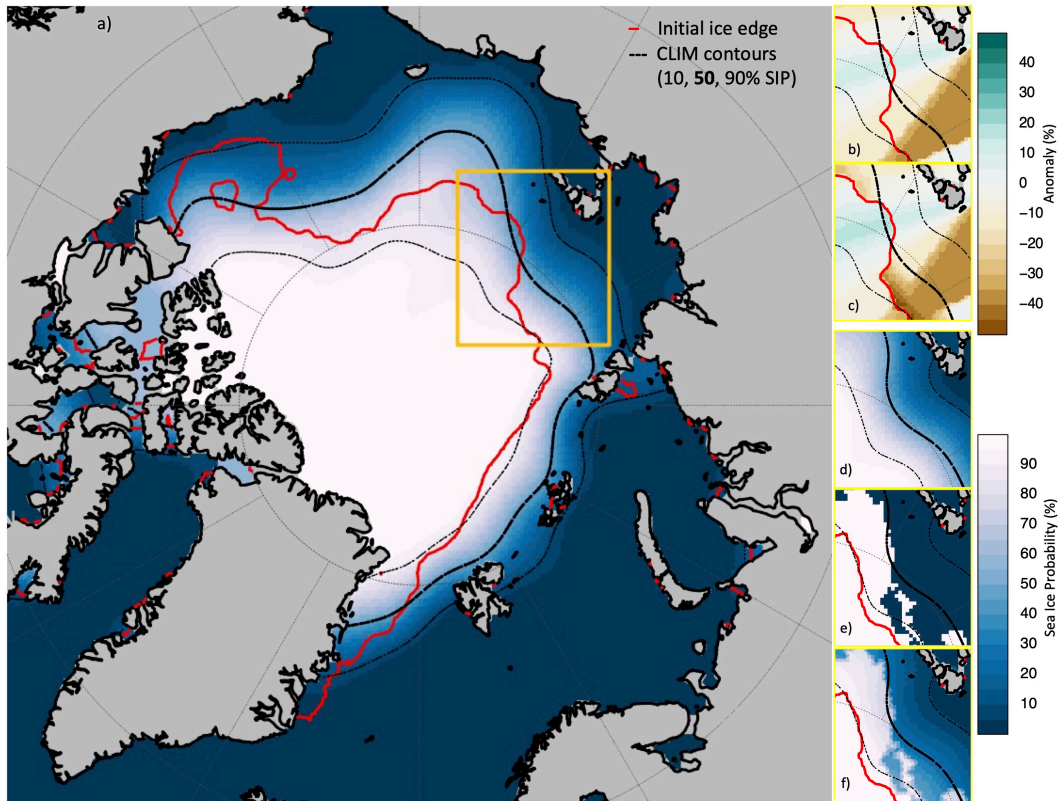 a)
Initial ice edge
CLIM contours
(10, 50, 90% SIP)
b)
c)
40
30
20
10
0
−10
−20
−30
−40
Anomaly (%)
d)
e)
f)
90
80
70
60
50
40
30
20
10
Sea Ice Probability (%)